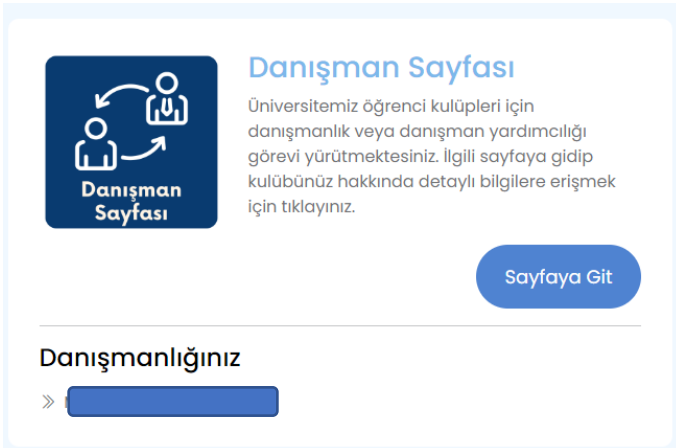 Danışman
Sayfası
Danışman Sayfası
Üniversitemiz öğrenci kulüpleri için
danışmanlık veya danışman yardımcılığı
görevi yürütmektesiniz. İlgili sayfaya gidip
kulübünüz hakkında detaylı bilgilere erişmek
için tıklayınız.
Sayfaya Git
Danışmanlığınız